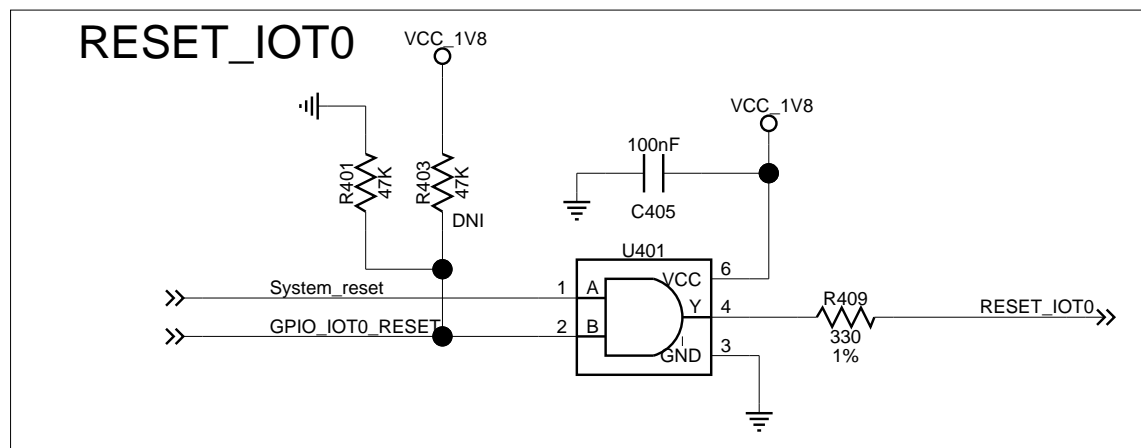 RESET_IOT0
VCC_1V8
VCC_1V8
R401
47K
R403
47K
DNI
100nF
C405
U401
System_reset
1
A
VCC
6
GPIO_IOT0_RESET
2
B
Y
4
R409
330
1%
RESET_IOT0
GND
3